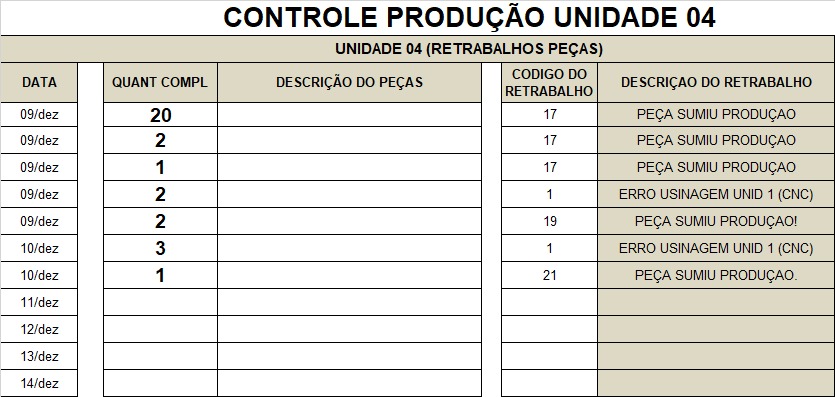 CONTROLE PRODUÇÃO UNIDADE 04
UNIDADE 04 (RETRABALHOS PEÇAS)
DATA QUANT COMPL DESCRIÇÃO DO PEÇAS CODIGO DO RETRABALHO DESCRIÇAO DO RETRABALHO
09/dez 20 17 PEÇA SUMIU PRODUÇAO
09/dez 2 17 PEÇA SUMIU PRODUÇAO
09/dez 1 17 PEÇA SUMIU PRODUÇAO
09/dez 2 1 ERRO USINAGEM UNID 1 (CNC)
09/dez 2 19 PEÇA SUMIU PRODUÇAO!
10/dez 3 1 ERRO USINAGEM UNID 1 (CNC)
10/dez 1 21 PEÇA SUMIU PRODUÇAO.
11/dez
12/dez
13/dez
14/dez